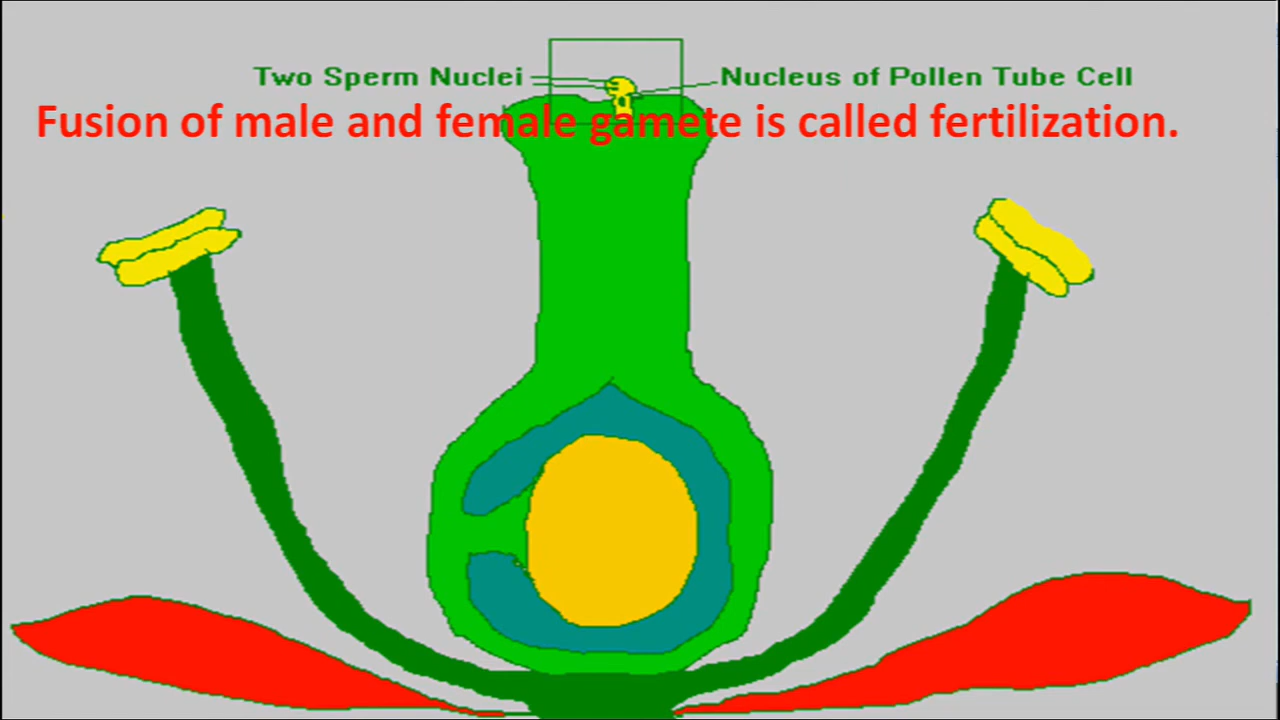 Two Sperm Nuclei
Nucleus of Pollen Tube Cell
Fusion of male and female gamete is called fertilization.